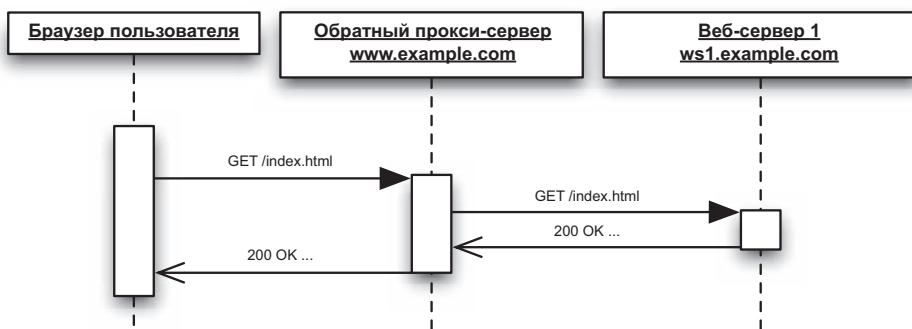 Браузер пользователя
Обратный прокси-сервер
www.example.com
Веб-сервер 1
ws1.example.com
GET /index.html
GET /index.html
200 OK ...
200 OK ...